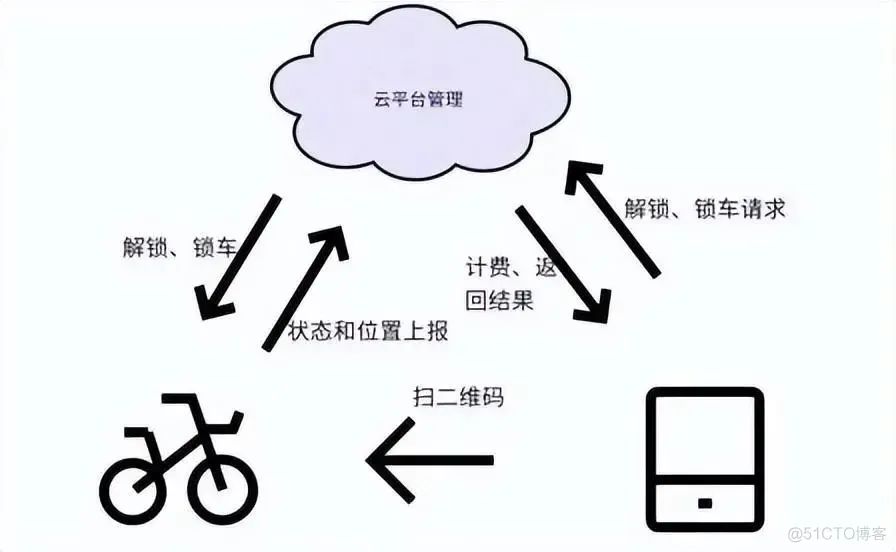 云平台管理
解锁、锁车请求
解锁、锁车
计费、返
回结果
状态和位置上报
扫二维码
@51CTO博客